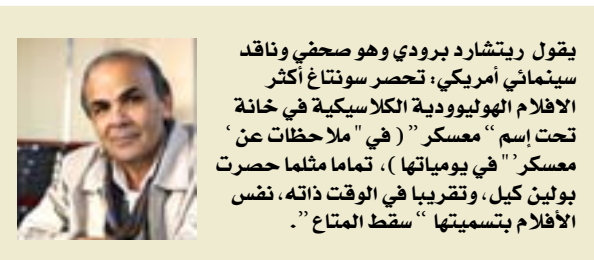 يقول ريتشارد برودي وهو صحفي وناقد
سينمائي أمريكي: تحصر سونتاغ أكثر
الافلام الهوليوودية الكلاسيكية في خانة
تحت إسم “ معسكر ” ( في " ملاحظات عن ‘
معسكر’ " في يومياتها )، تماما مثلما حصرت
بولين كيل، وتقريبا في الوقت ذاته، نفس
الأفلام بتسميتها “ سقط المتاع ”.